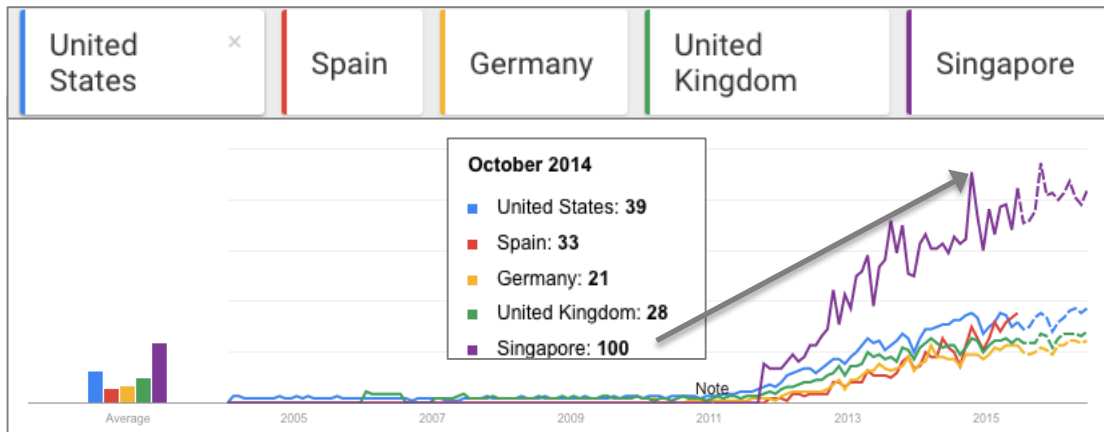 United
States
×
Spain
Germany
United
Kingdom
Singapore
October 2014
United States: 39
Spain: 33
Germany: 21
United Kingdom: 28
Singapore: 100
Note
Average
2005
2007
2009
2011
2013
2015